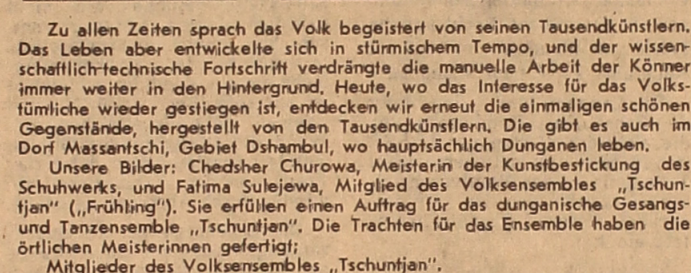 Zu allen Zeiten sprach das Volk begeistert von seinen Tausendkünstlern.
Das Leben aber entwickelte sich in stürmischem Tempo, und der wissen-
schaftlich-technische Fortschritt verdrängte die manuelle Arbeit der Könner
immer weiter in den Hintergrund. Heute, wo das Interesse für das Volks-
tümliche wieder gestiegen ist, entdecken wir erneut die einmaligen schönen
Gegenstände, hergestellt von den Tausendkünstlern. Die gibt es auch im
Dorf Massantschi, Gebiet Dshambul, wo hauptsächlich Dunganen leben.
Unsere Bilder: Chedsher Churowa, Meisterin der Kunstbestickung des
Schuhwerks, und Fatima Sulejewa, Mitglied des Volksensembles „Tschun-
tjan" („Frühling"). Sie erfüllen einen Auftrag für das dunganische Gesangs-
und Tanzensemble „Tschuntjan". Die Trachten für das Ensemble haben die
örtlichen Meisterinnen gefertigt;
Mitglieder des Volksensembles „Tschuntjan".